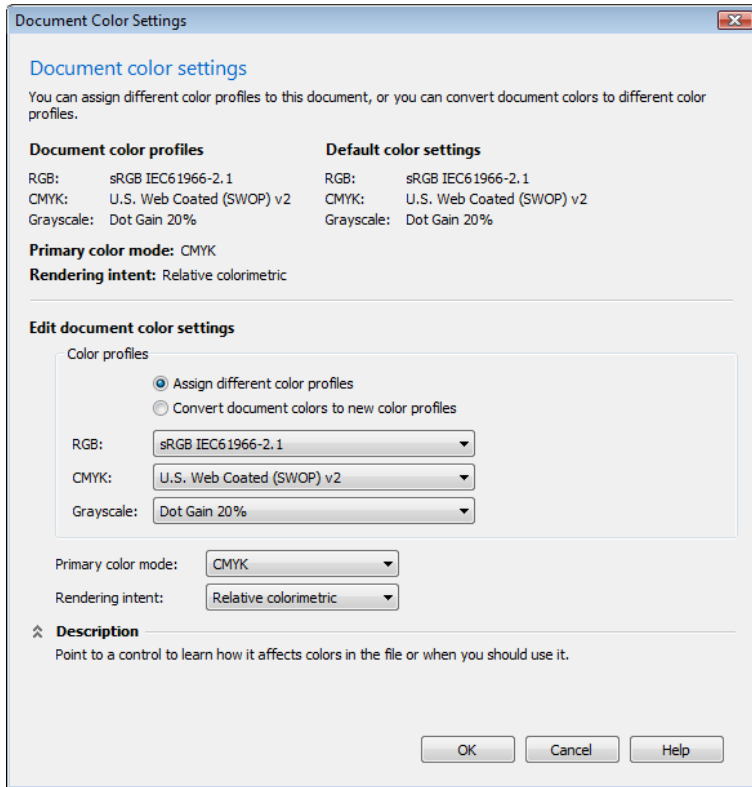 Document Color Settings
Document color settings
You can assign different color profiles to this document, or you can convert document colors to different color
profiles.
Document color profiles Default color settings
RGB: sRGB IEC61966-2.1 RGB: sRGB IEC61966-2.1
CMYK: U.S. Web Coated (SWOP) v2 CMYK: U.S. Web Coated (SWOP) v2
Grayscale: Dot Gain 20% Grayscale: Dot Gain 20%
Primary color mode: CMYK
Rendering intent: Relative colorimetric
Edit document color settings
Color profiles
Assign different color profiles
Convert document colors to new color profiles
RGB: sRGB IEC61966-2.1
CMYK: U.S. Web Coated (SWOP) v2
Grayscale: Dot Gain 20%
Primary color mode: CMYK
Rendering intent: Relative colorimetric
Description
Point to a control to learn how it affects colors in the file or when you should use it.
OK Cancel Help